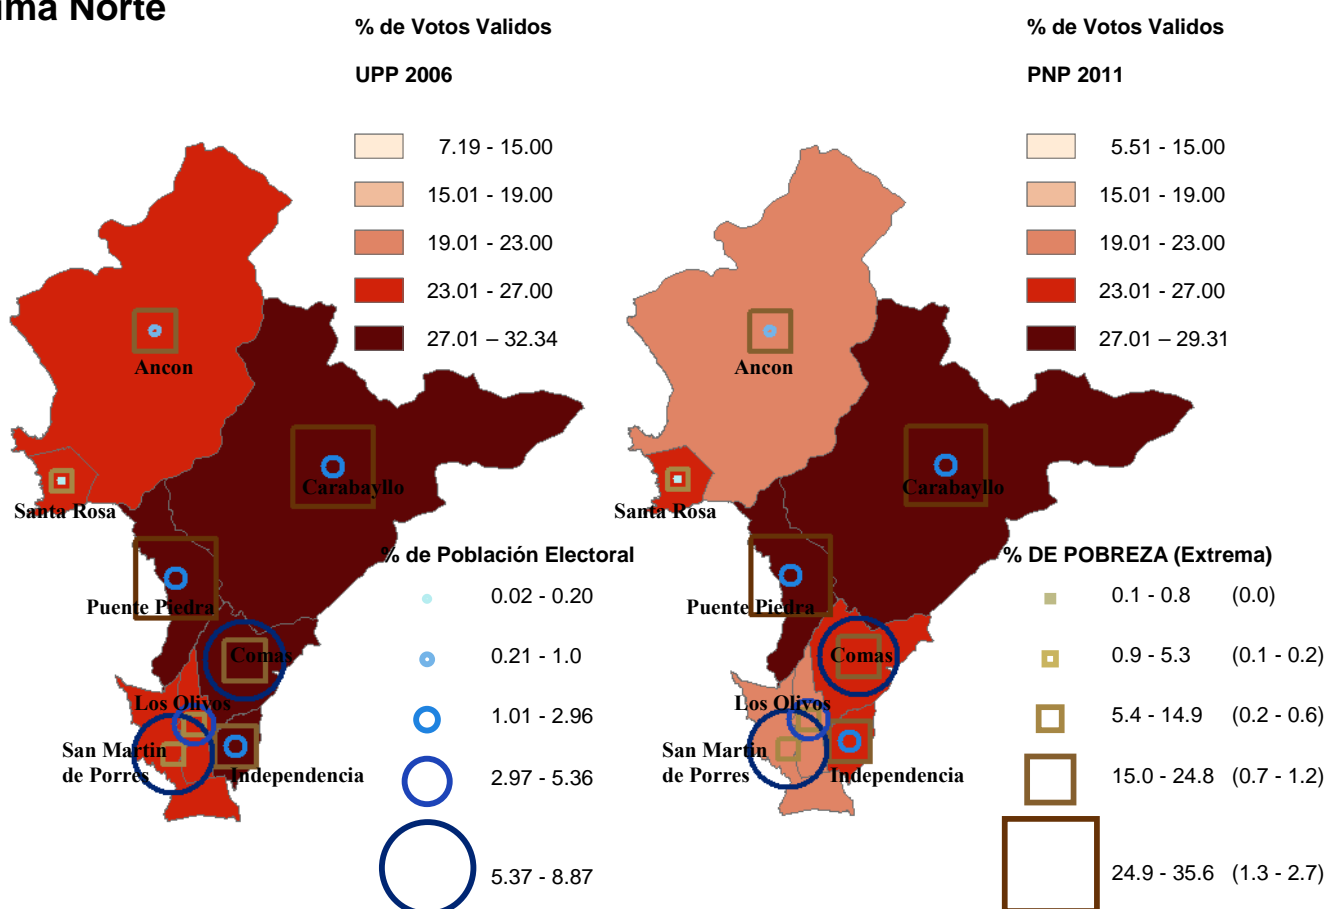 ima Norte
% de Votos Validos
UPP 2006
7.19 - 15.00
15.01 - 19.00
19.01 - 23.00
23.01 - 27.00
27.01 – 32.34
% de Votos Validos
PNP 2011
5.51 - 15.00
15.01 - 19.00
19.01 - 23.00
23.01 - 27.00
27.01 – 29.31
Ancon
Carabayllo
Santa Rosa
Puente Piedra
Comas
Los Olivos
San Martin
de Porres
Independencia
Ancon
Carabayllo
Santa Rosa
Puente Piedra
Comas
Los Olivos
San Martin
de Porres
Independencia
% de Población Electoral
0.02 - 0.20
0.21 - 1.0
1.01 - 2.96
2.97 - 5.36
5.37 - 8.87
% DE POBREZA (Extrema)
0.1 - 0.8 (0.0)
0.9 - 5.3 (0.1 - 0.2)
5.4 - 14.9 (0.2 - 0.6)
15.0 - 24.8 (0.7 - 1.2)
24.9 - 35.6 (1.3 - 2.7)